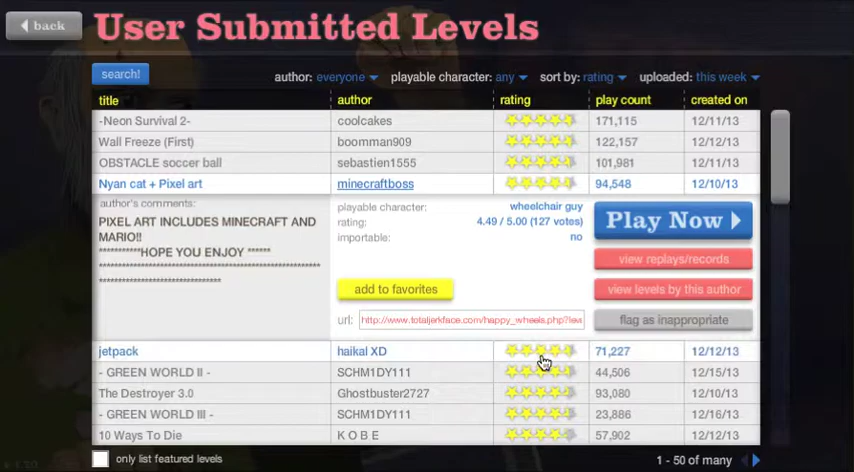 back
User Submitted Levels
search!
author: everyone playable character: any sort by: rating uploaded: this week
title author rating play count created on
-Neon Survival 2- coolcakes 171,115 12/11/13
Wall Freeze (First) boomman909 122,157 12/12/13
OBSTACLE soccer ball sebastien1555 101,981 12/11/13
Nyan cat + Pixel art minecraftboss 94,548 12/10/13
author's comments:
PIXEL ART INCLUDES MINECRAFT AND
MARIO!!
***********HOPE YOU ENJOY ******
playable character: wheelchair guy
rating: 4.49 / 5.00 (127 votes)
importable: no
add to favorites
url: http://www.totaljerkface.com/happy_wheels.php?lev
Play Now
view replays/records
view levels by this author
flag as inappropriate
jetpack haikal XD 71,227 12/12/13
- GREEN WORLD II - SCHM1DY111 44,506 12/15/13
The Destroyer 3.0 Ghostbuster2727 93,080 12/10/13
- GREEN WORLD III - SCHM1DY111 23,886 12/16/13
10 Ways To Die K O B E 57,902 12/12/13
only list featured levels 1 - 50 of many